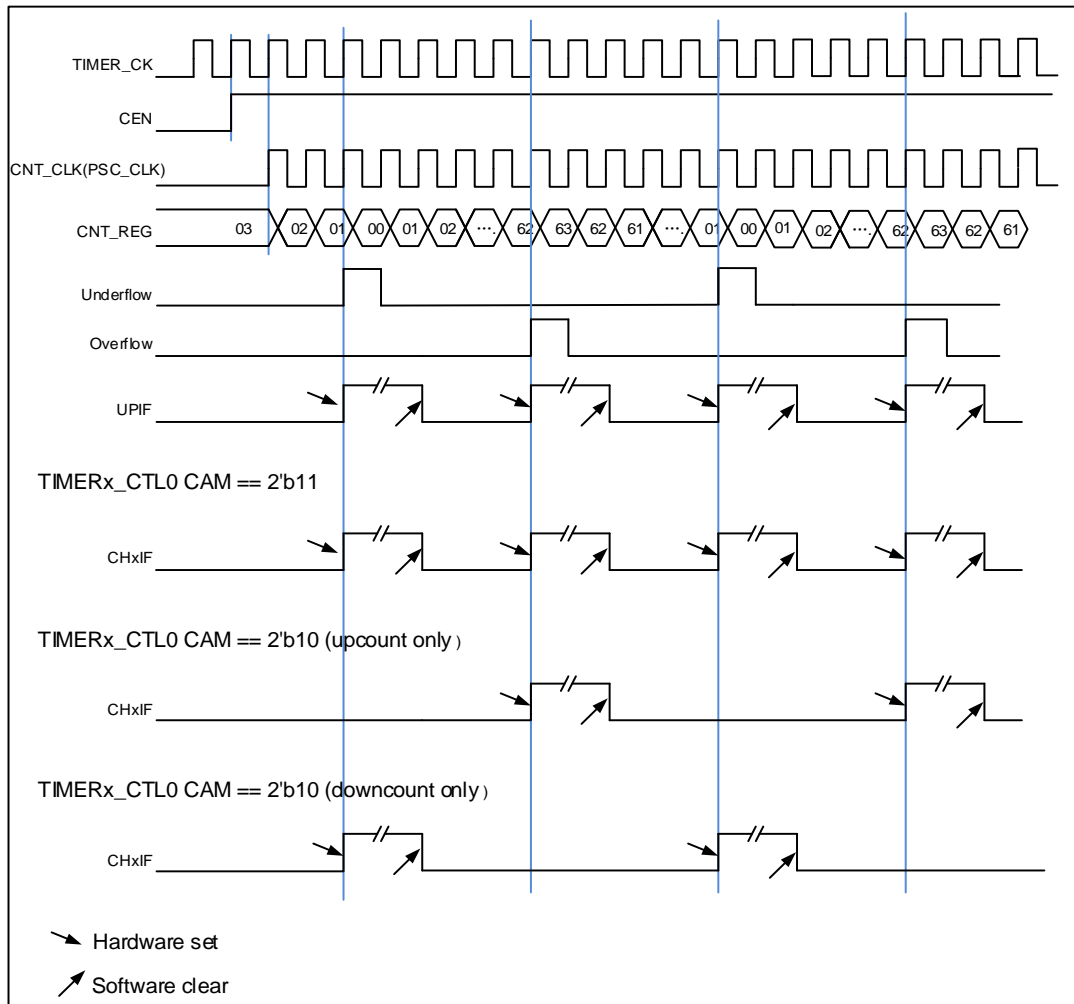 TIMER_CK
CEN
CNT_CLK(PSC_CLK)
CNT_REG 03 02 01 00 01 02 ···. 62 63 62 61 ···. 01 00 01 02 ···. 62 63 62 61
Underflow
Overflow
UPIF
TIMERx_CTL0 CAM == 2'b11
CHxIF
TIMERx_CTL0 CAM == 2'b10 (upcount only）
CHxIF
TIMERx_CTL0 CAM == 2'b10 (downcount only）
CHxIF
Hardware set
Software clear